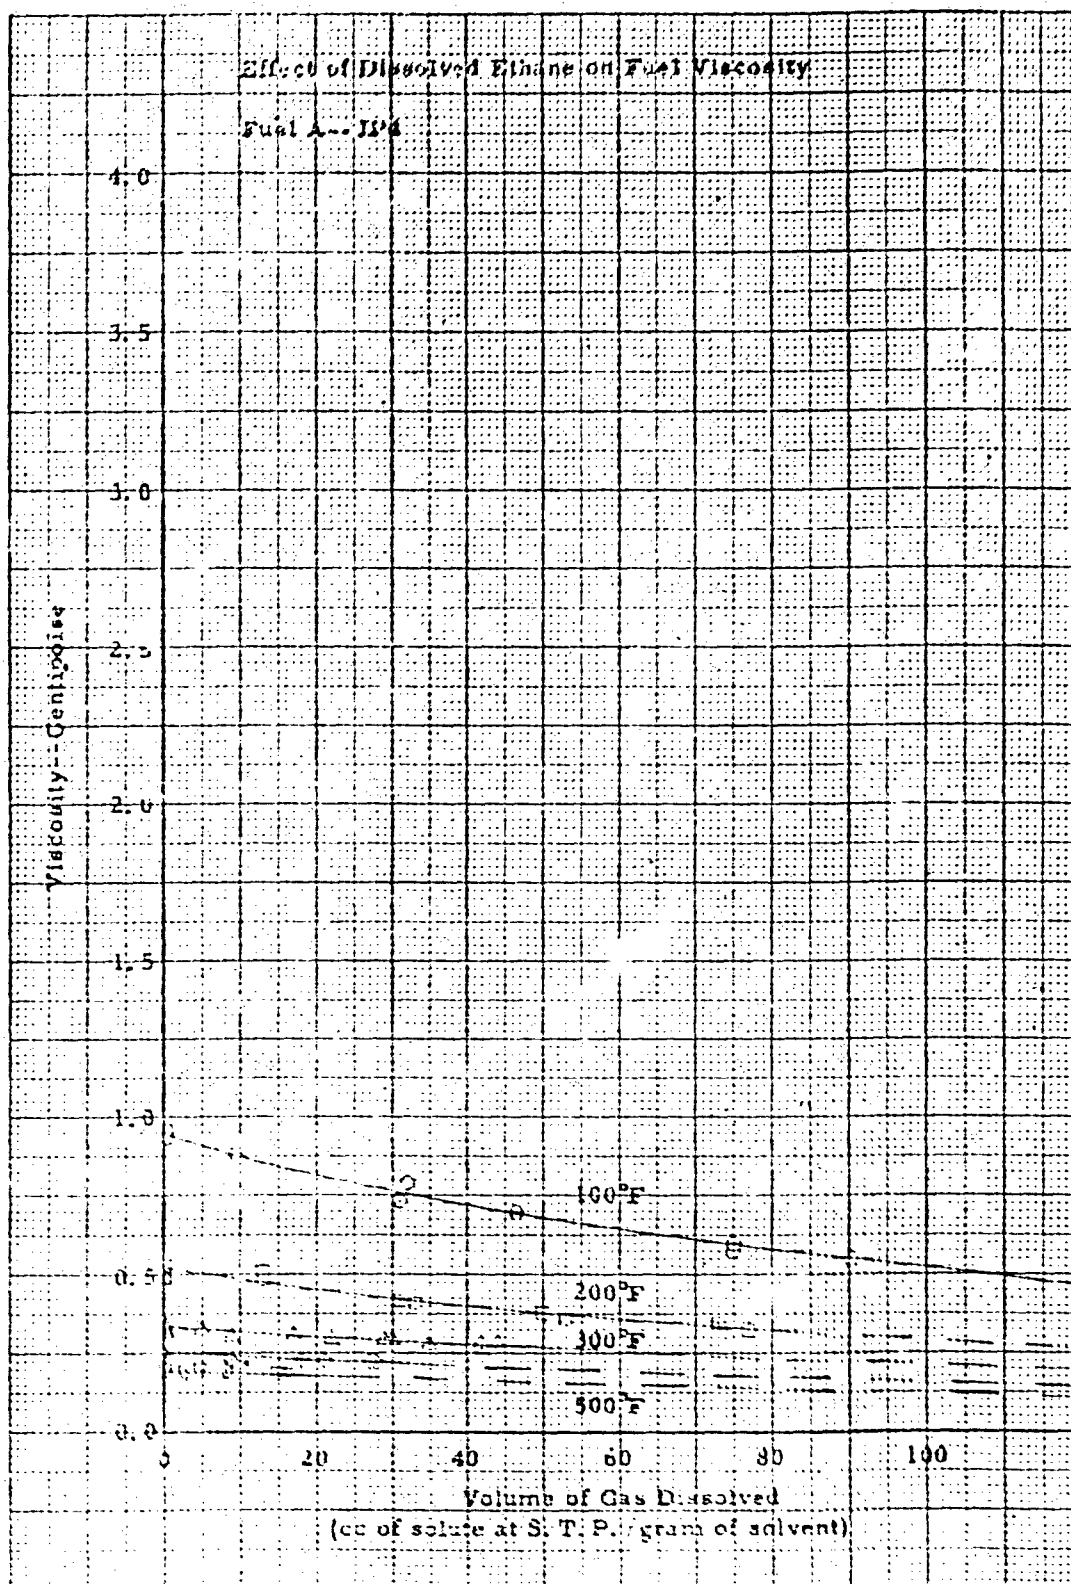 Effect of Dissolved Ethane on Fuel Viscosity
Fuel A--JP4
4.0
3.5
3.0
2.5
2.0
1.5
1.0
0.5
0.0
Viscosity--Centipoise
100°F
200°F
300°F
500°F
0
20
40
60
80
100
Volume of Gas Dissolved
(cc of solute at S. T. P./gram of solvent)